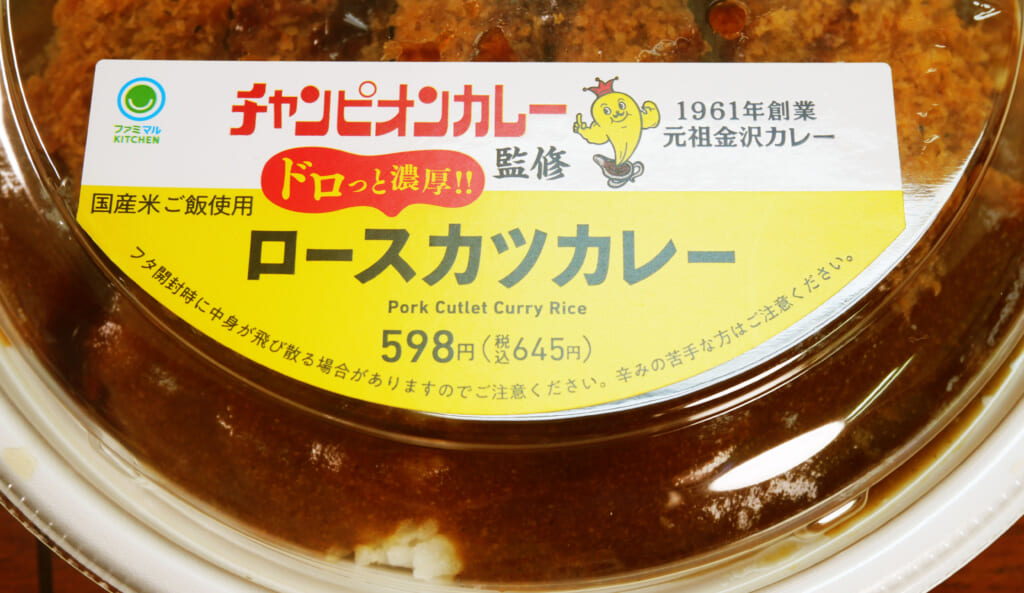 ファミマル
KITCHEN
チャンピオンカレー
監修
1961年創業
元祖金沢カレー
ドロっと濃厚!!
国産米ご飯使用
ロースカツカレー
Pork Cutlet Curry Rice
598円(税込645円)
フタ開封時に中身が飛び散る場合がありますのでご注意ください。辛みの苦手な方はご注意ください。